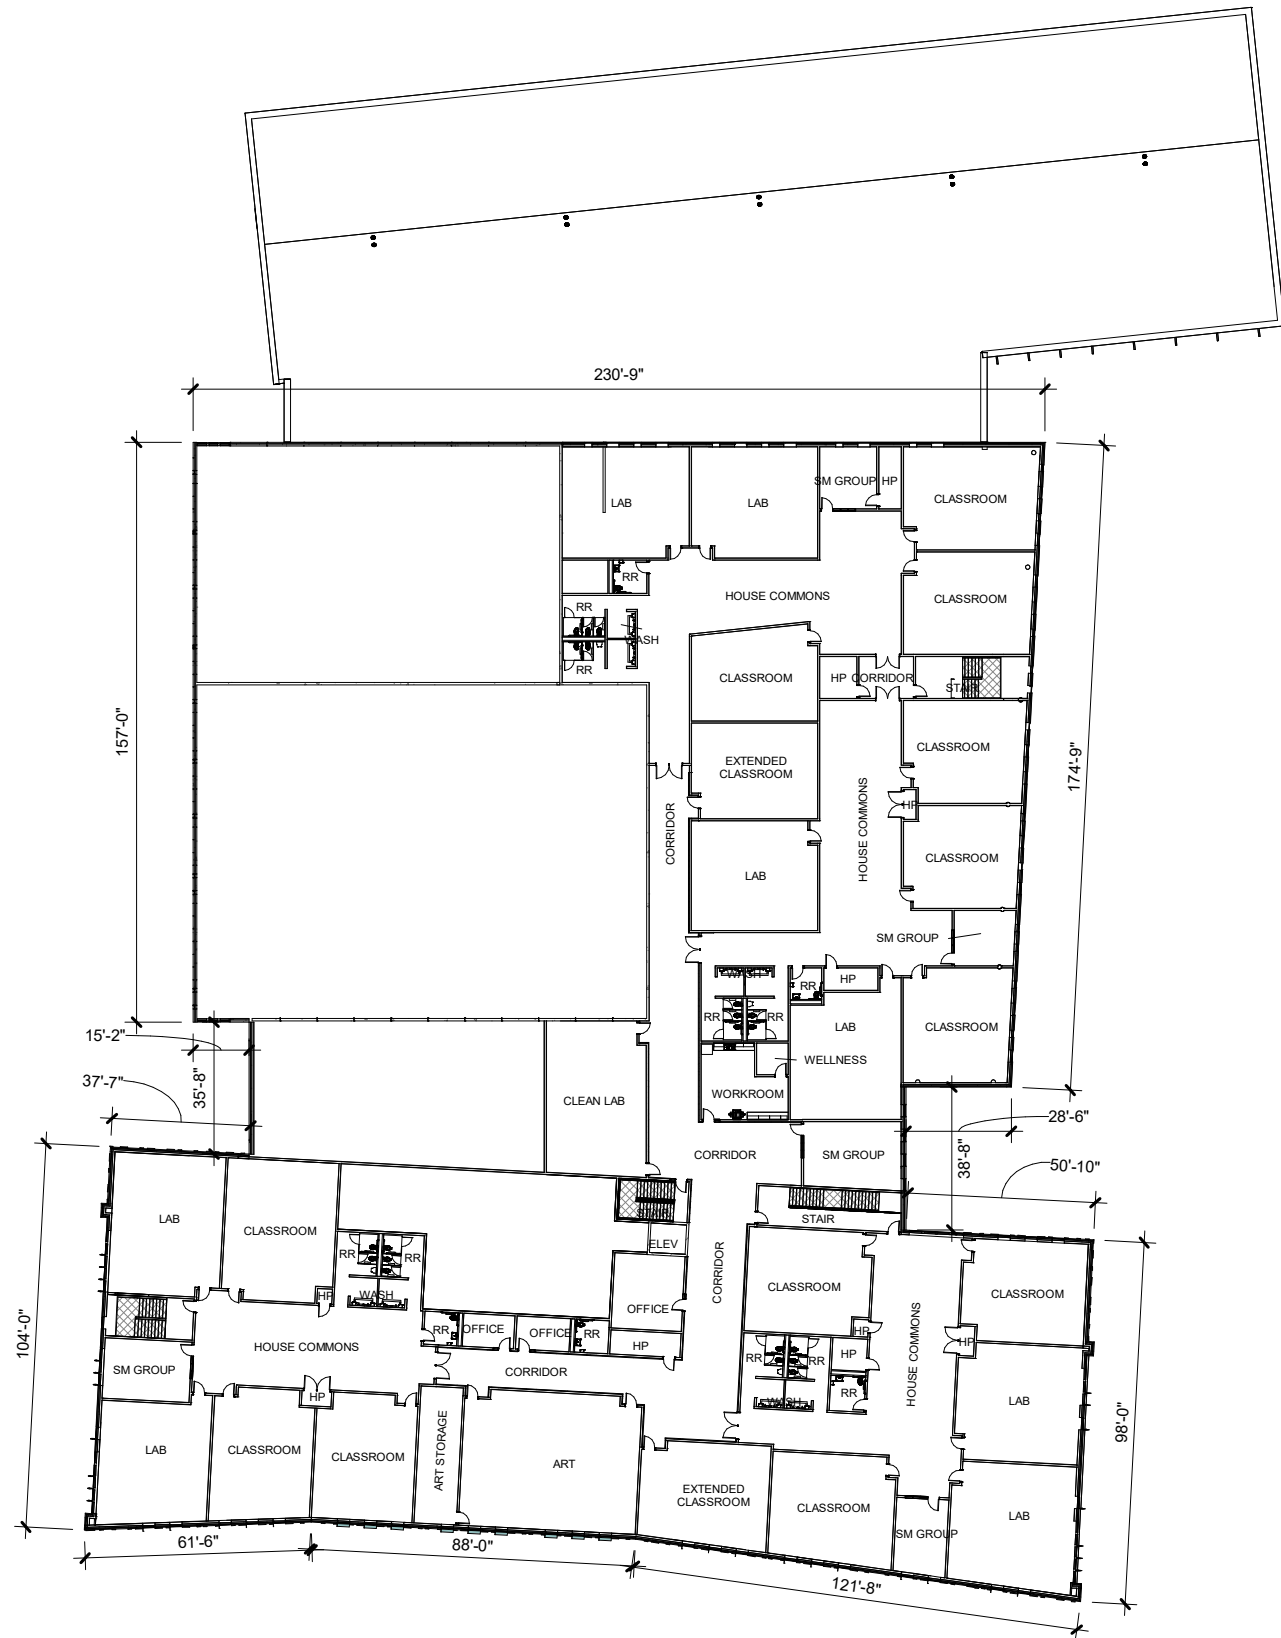 230'-9"
LAB
LAB
SM GROUP
HP
CLASSROOM
RR
HOUSE COMMONS
CLASSROOM
RR
WASH
RR
CLASSROOM
HP
CORRIDOR
STAIR
157'-0"
EXTENDED
CLASSROOM
CLASSROOM
174'-9"
HP
CORRIDOR
HOUSE COMMONS
CLASSROOM
LAB
SM GROUP
WASH
RR
HP
RR
RR
LAB
CLASSROOM
15'-2"
WELLNESS
37'-7"
35'-8"
CLEAN LAB
WORKROOM
28'-6"
CORRIDOR
SM GROUP
38'-8"
50'-10"
LAB
CLASSROOM
STAIR
STAIR
ELEV
RR
RR
CORRIDOR
CLASSROOM
CLASSROOM
HP
WASH
OFFICE
104'-0"
RR
OFFICE
OFFICE
RR
HP
HP
HP
HOUSE COMMONS
HOUSE COMMONS
RR
RR
HP
SM GROUP
CORRIDOR
RR
HP
WASH
LAB
98'-0"
LAB
CLASSROOM
CLASSROOM
ART STORAGE
ART
EXTENDED
CLASSROOM
CLASSROOM
SM GROUP
LAB
61'-6"
88'-0"
121'-8"